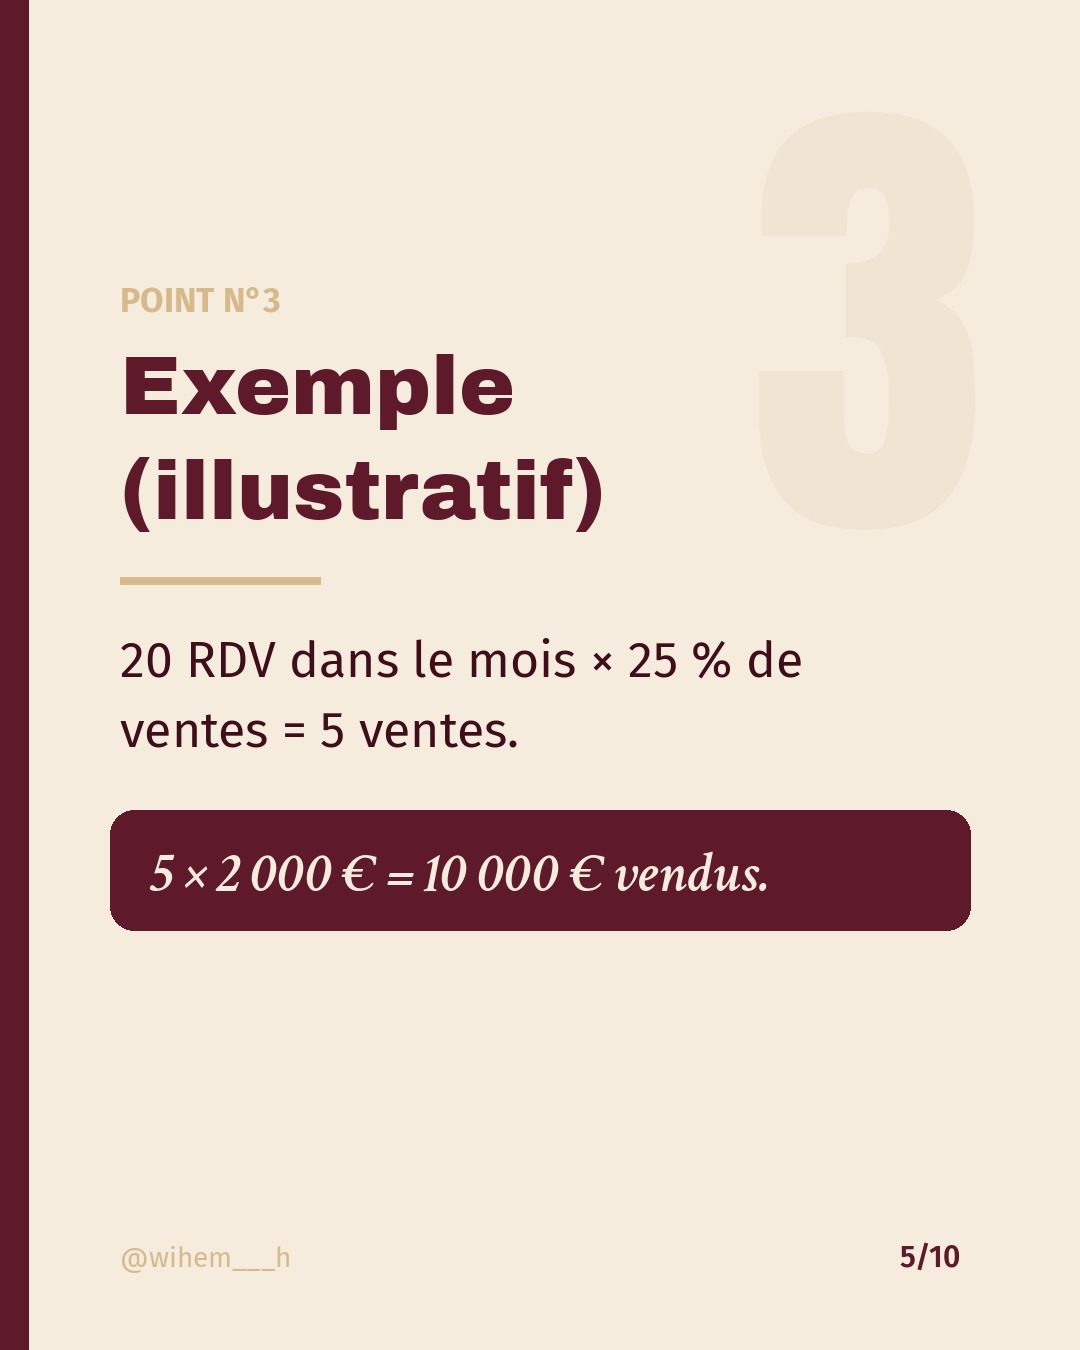 3
POINT N°3
Exemple
(illustratif)
20 RDV dans le mois × 25 % de
ventes = 5 ventes.
5 × 2 000 € = 10 000 € vendus.
@wihem___h
5/10